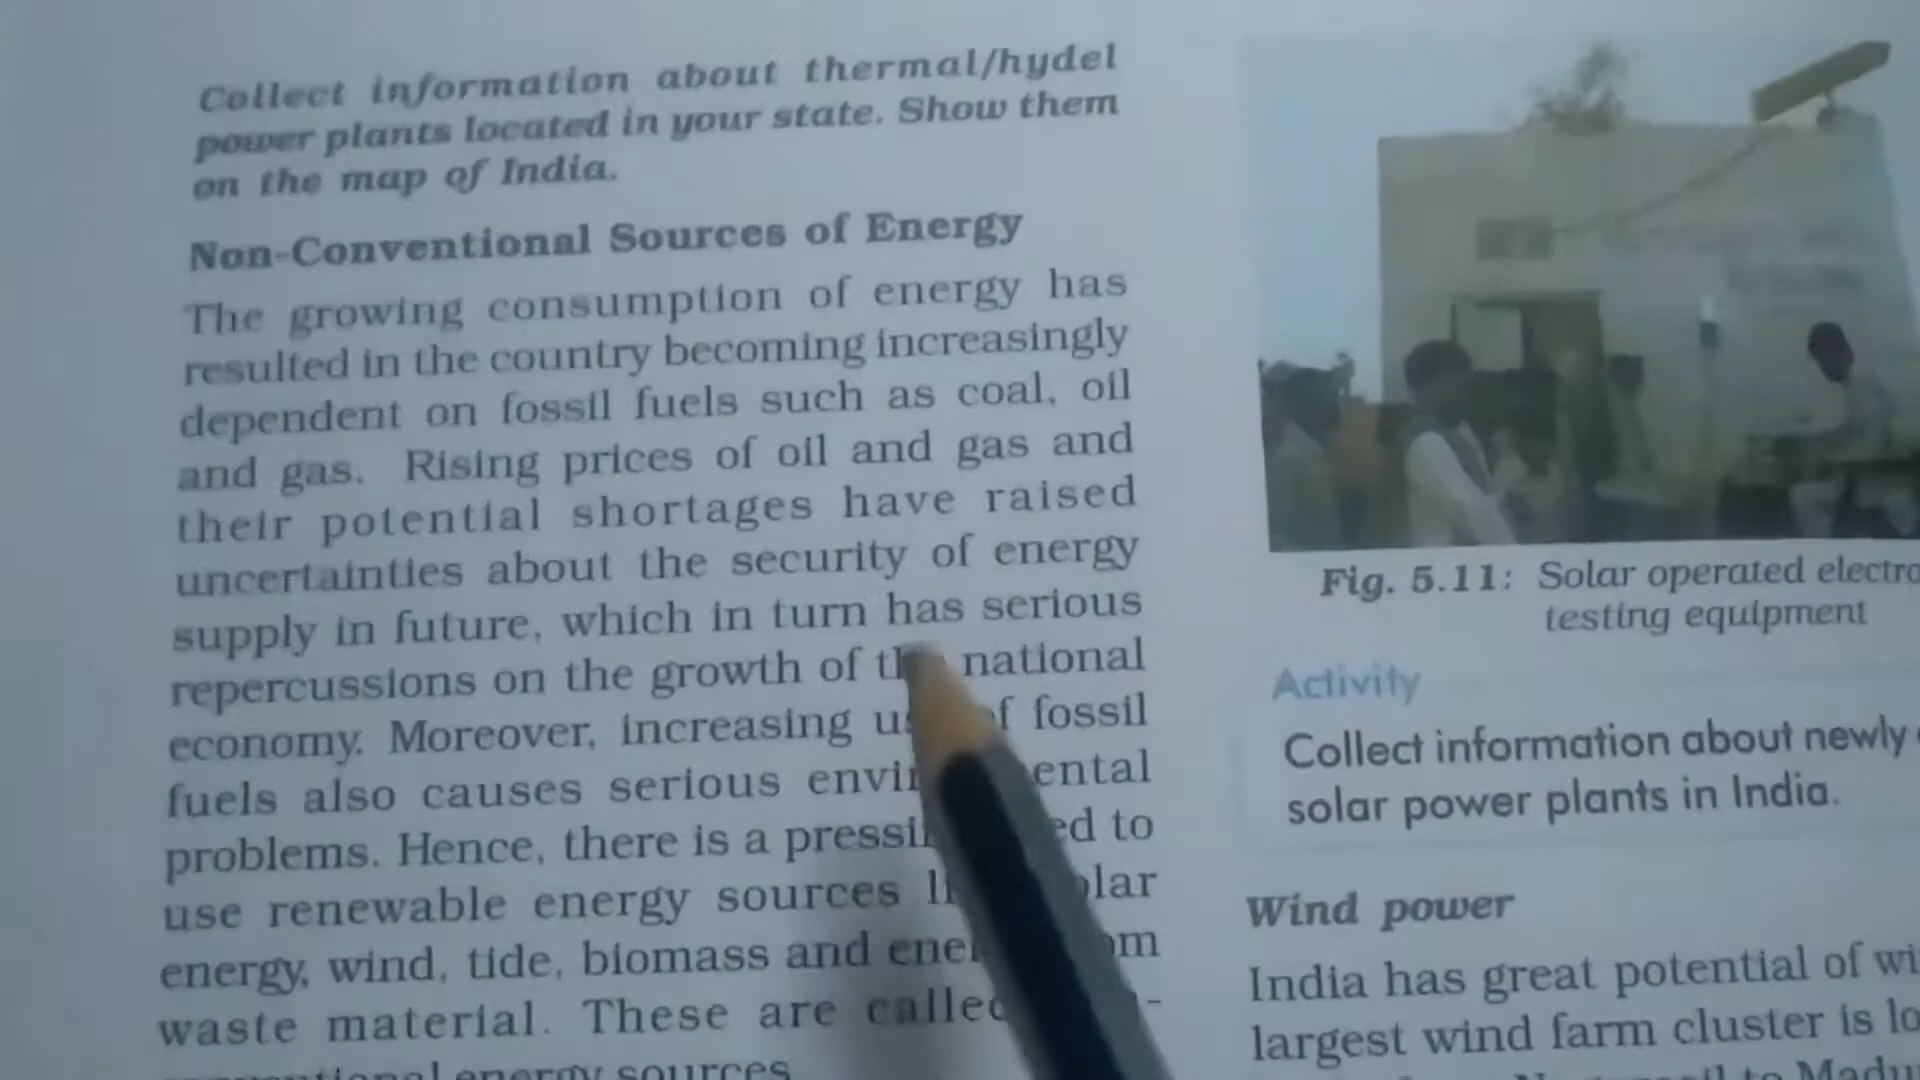 Collect information about thermal/hydel
power plants located in your state. Show them
on the map of India.
Non-Conventional Sources of Energy
The growing consumption of energy has
resulted in the country becoming increasingly
dependent on fossil fuels such as coal, oil
and gas. Rising prices of oil and gas and
their potential shortages have raised
uncertainties about the security of energy
supply in future, which in turn has serious
repercussions on the growth of the national
economy. Moreover, increasing of fossil
fuels also causes serious
problems. Hence, there is a to
use renewable energy sources
energy, wind, tide, biomass and
waste material. These are called
energy sources.
Fig. 5.11: Solar operated
testing equipment
Activity
Collect information about newly
solar power plants in India.
Wind power
India has great potential of
largest wind farm cluster is
to